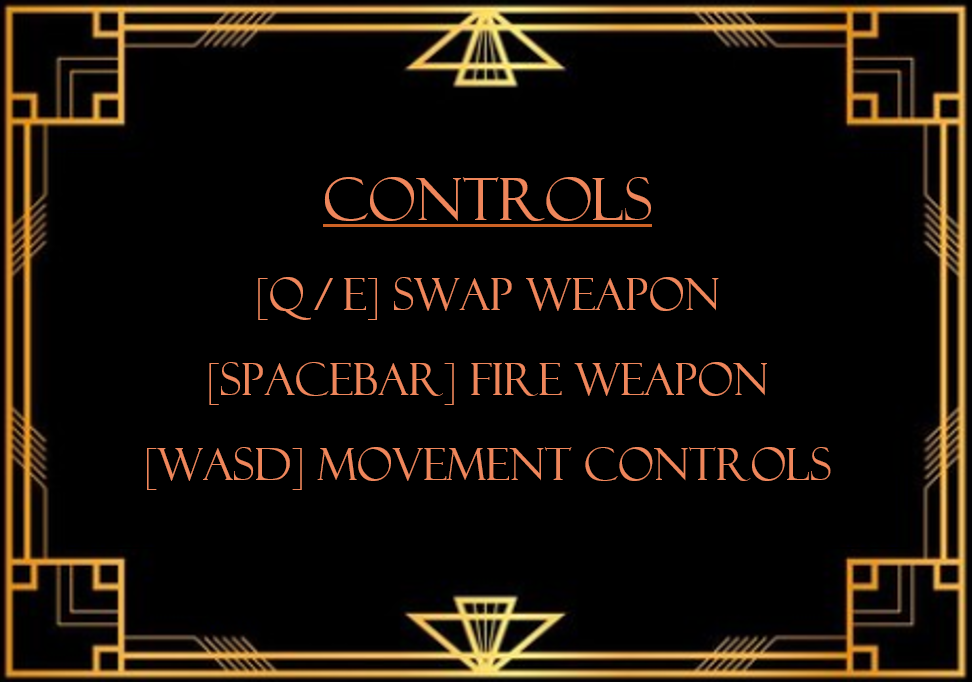 CONTROLS
[Q / E] SWAP WEAPON
[SPACEBAR] FIRE WEAPON
[WASD] MOVEMENT CONTROLS